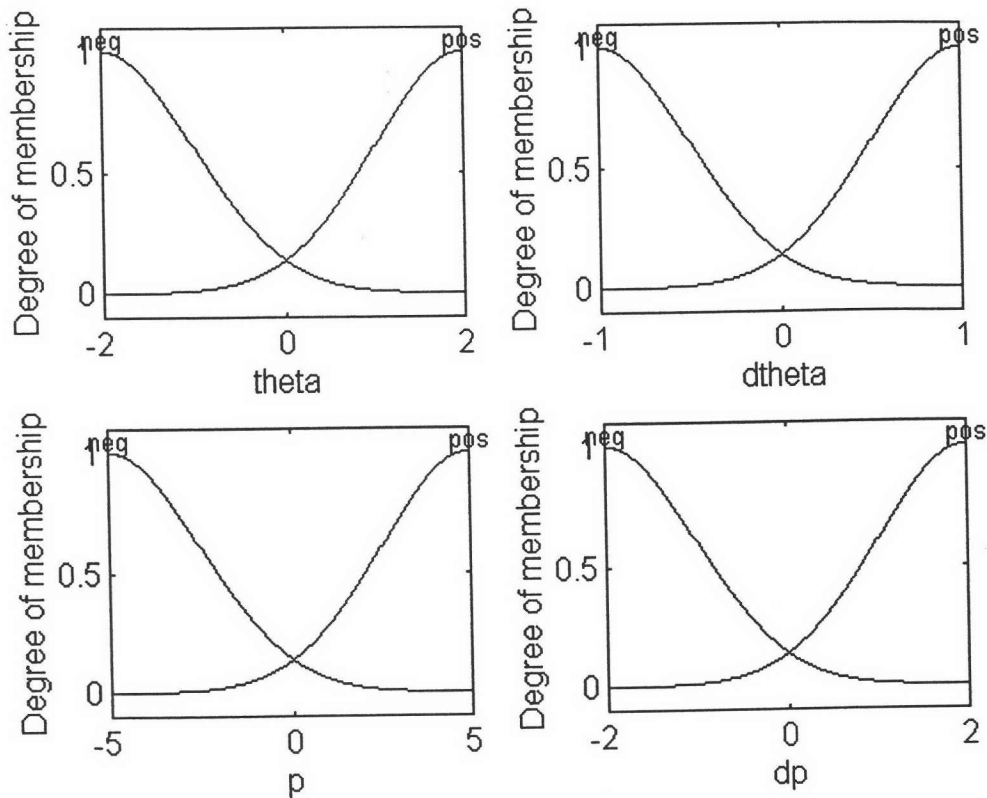 neg
pos
1
0.5
0
Degree of membership
-2
0
2
theta
neg
pos
1
0.5
0
Degree of membership
-1
0
1
dtheta
neg
pos
1
0.5
0
Degree of membership
-5
0
5
p
neg
pos
1
0.5
0
Degree of membership
-2
0
2
dp